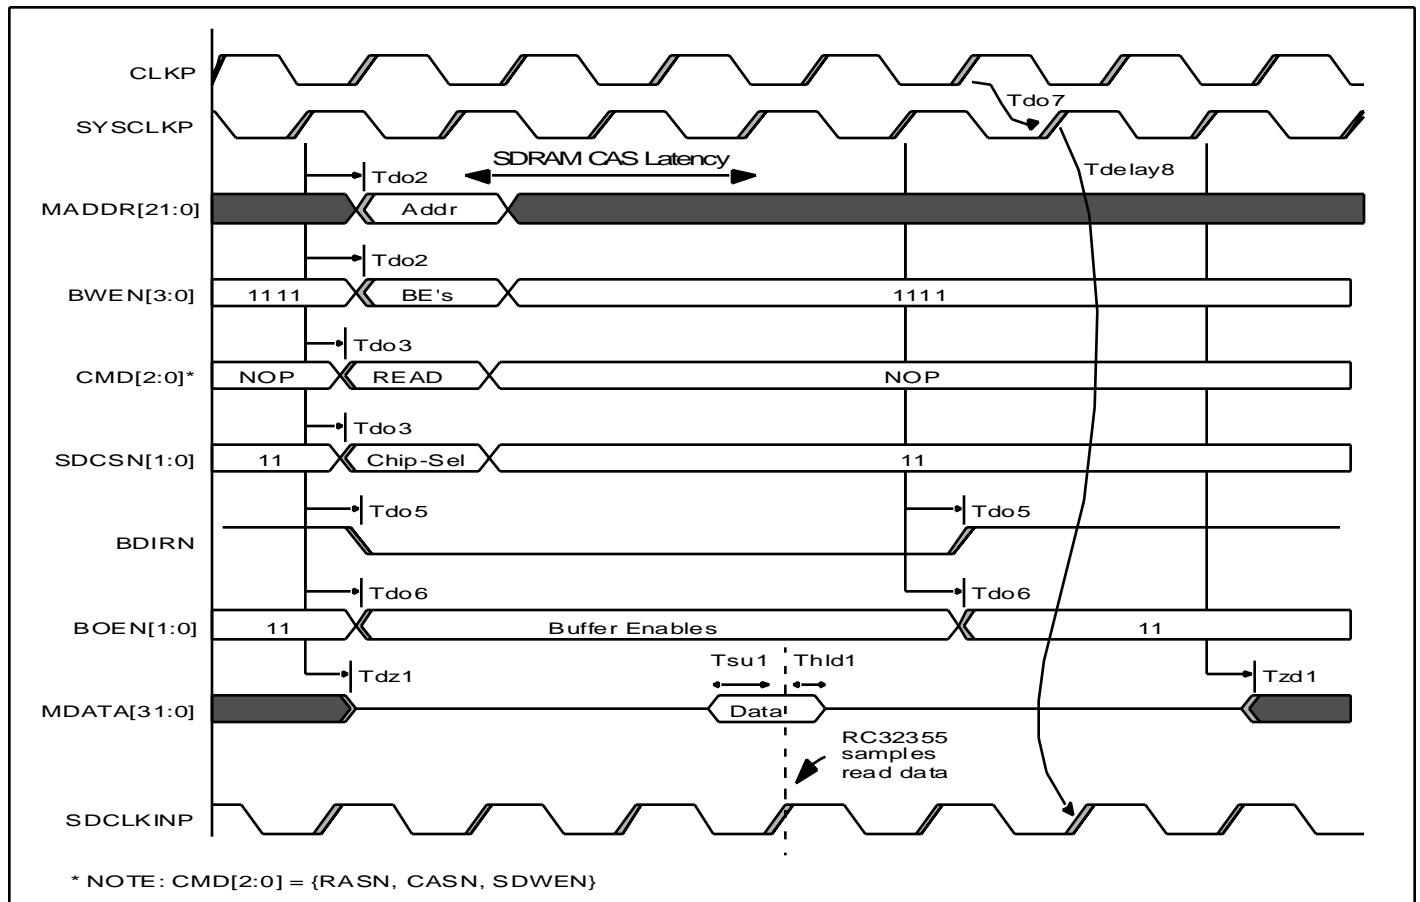 CLKP
Tdo7
SYSCLKP
SDRAM CAS Latency
Tdo2
Tdelay8
MADDR[21:0]
Addr
Tdo2
BWEN[3:0]
1111
BE's
1111
Tdo3
CMD[2:0]*
NOP
READ
NOP
Tdo3
SDCSN[1:0]
11
Chip-Sel
11
Tdo5
Tdo5
BDIRN
Tdo6
Tdo6
BOEN[1:0]
11
Buffer Enables
11
Tsu1
Thld1
Tdz1
Tzd1
MDATA[31:0]
Data
RC32355
samples
read data
SDCLKINP
* NOTE: CMD[2:0] = {RASN, CASN, SDWEN}